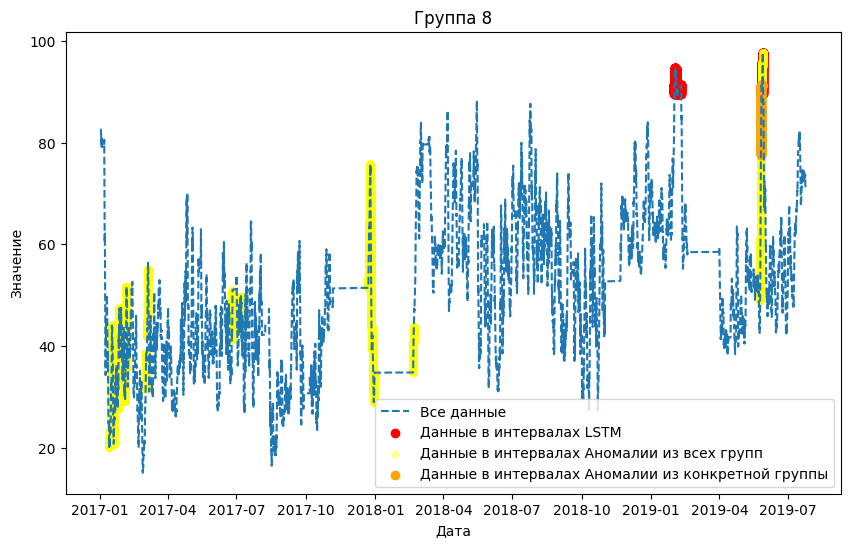 Группа 8
100
80
60
40
20
Значение
Все данные
Данные в интервалах LSTM
Данные в интервалах Аномалии из всех групп
Данные в интервалах Аномалии из конкретной группы
2017-01 2017-04 2017-07 2017-10 2018-01 2018-04 2018-07 2018-10 2019-01 2019-04 2019-07
Дата